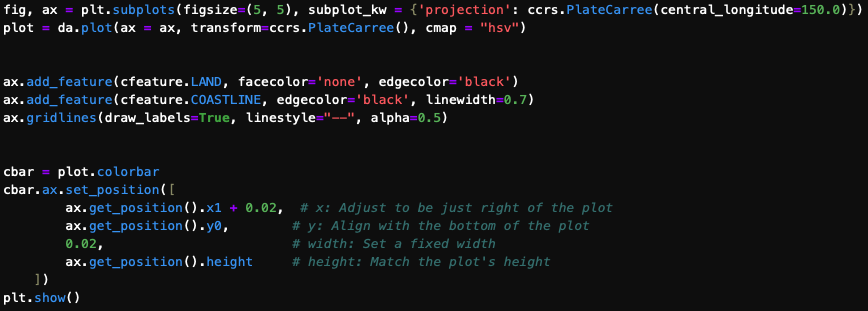 fig, ax = plt.subplots(figsize=(5, 5), subplot_kw = {'projection': ccrs.PlateCarree(central_longitude=150.0)})
plot = da.plot(ax = ax, transform=ccrs.PlateCarree(), cmap = "hsv")
ax.add_feature(cfeature.LAND, facecolor='none', edgecolor='black')
ax.add_feature(cfeature.COASTLINE, edgecolor='black', linewidth=0.7)
ax.gridlines(draw_labels=True, linestyle="--", alpha=0.5)
cbar = plot.colorbar
cbar.ax.set_position([
        ax.get_position().x1 + 0.02,  # x: Adjust to be just right of the plot
        ax.get_position().y0,        # y: Align with the bottom of the plot
        0.02,                        # width: Set a fixed width
        ax.get_position().height     # height: Match the plot's height
    ])
plt.show()